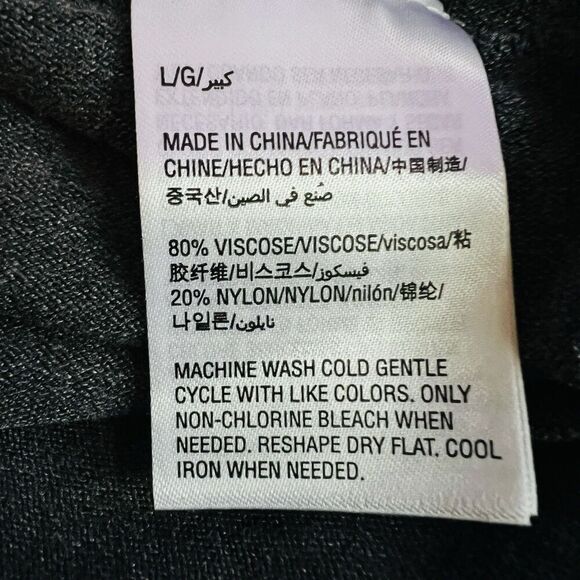 L/G/كبير
MADE IN CHINA/FABRIQUÉ EN
CHINE/HECHO EN CHINA/中国制造/
중국산/صُنع في الصين
80% VISCOSE/VISCOSE/viscosa/粘
胶纤维/비스코스/فيسكوز
20% NYLON/NYLON/nilón/锦纶/
나일론/نايلون
MACHINE WASH COLD GENTLE
CYCLE WITH LIKE COLORS. ONLY
NON-CHLORINE BLEACH WHEN
NEEDED. RESHAPE DRY FLAT. COOL
IRON WHEN NEEDED.